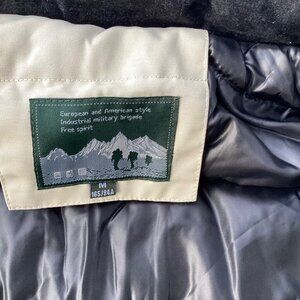 European and American style
Industrial military brigade
Free spirit
M
165/84A